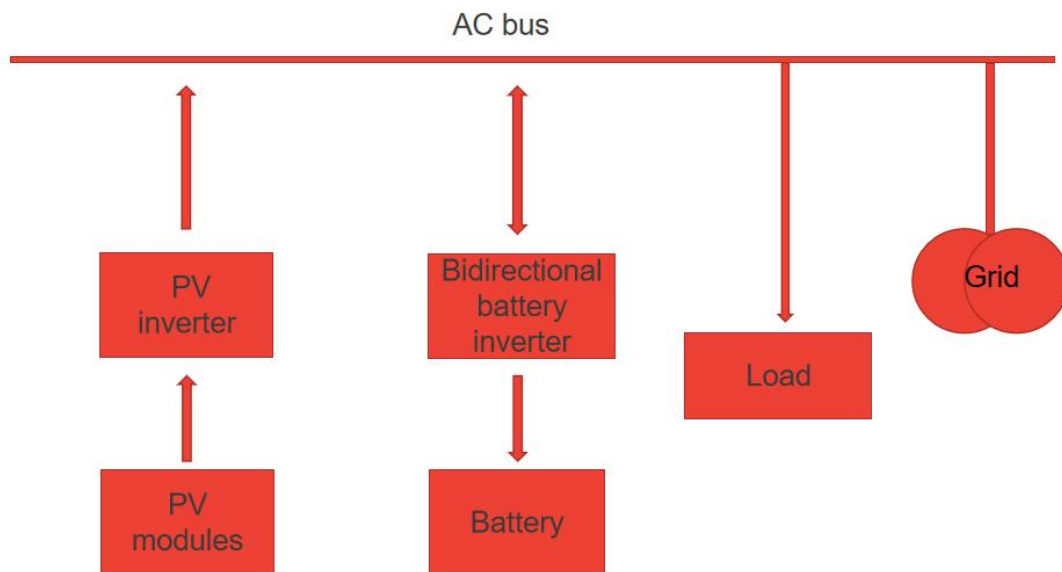 AC bus
PV
inverter
Bidirectional
battery
inverter
Grid
Load
PV
modules
Battery